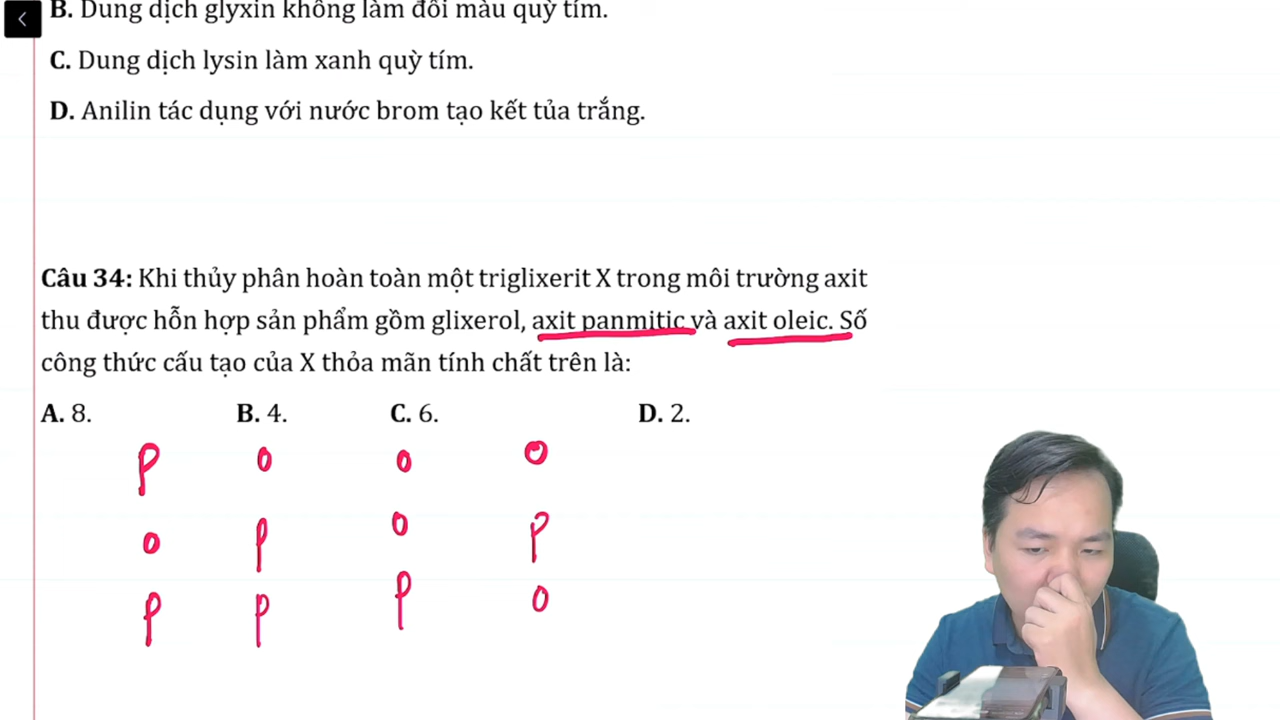 B. Dung dịch glyxin không làm đổi màu quỳ tím.
C. Dung dịch lysin làm xanh quỳ tím.
D. Anilin tác dụng với nước brom tạo kết tủa trắng.
Câu 34: Khi thủy phân hoàn toàn một triglixerit X trong môi trường axit
thu được hỗn hợp sản phẩm gồm glixerol, axit panmitic và axit oleic. Số
công thức cấu tạo của X thỏa mãn tính chất trên là:
A. 8. B. 4. C. 6. D. 2.
P O O O
O P O P
P P P O